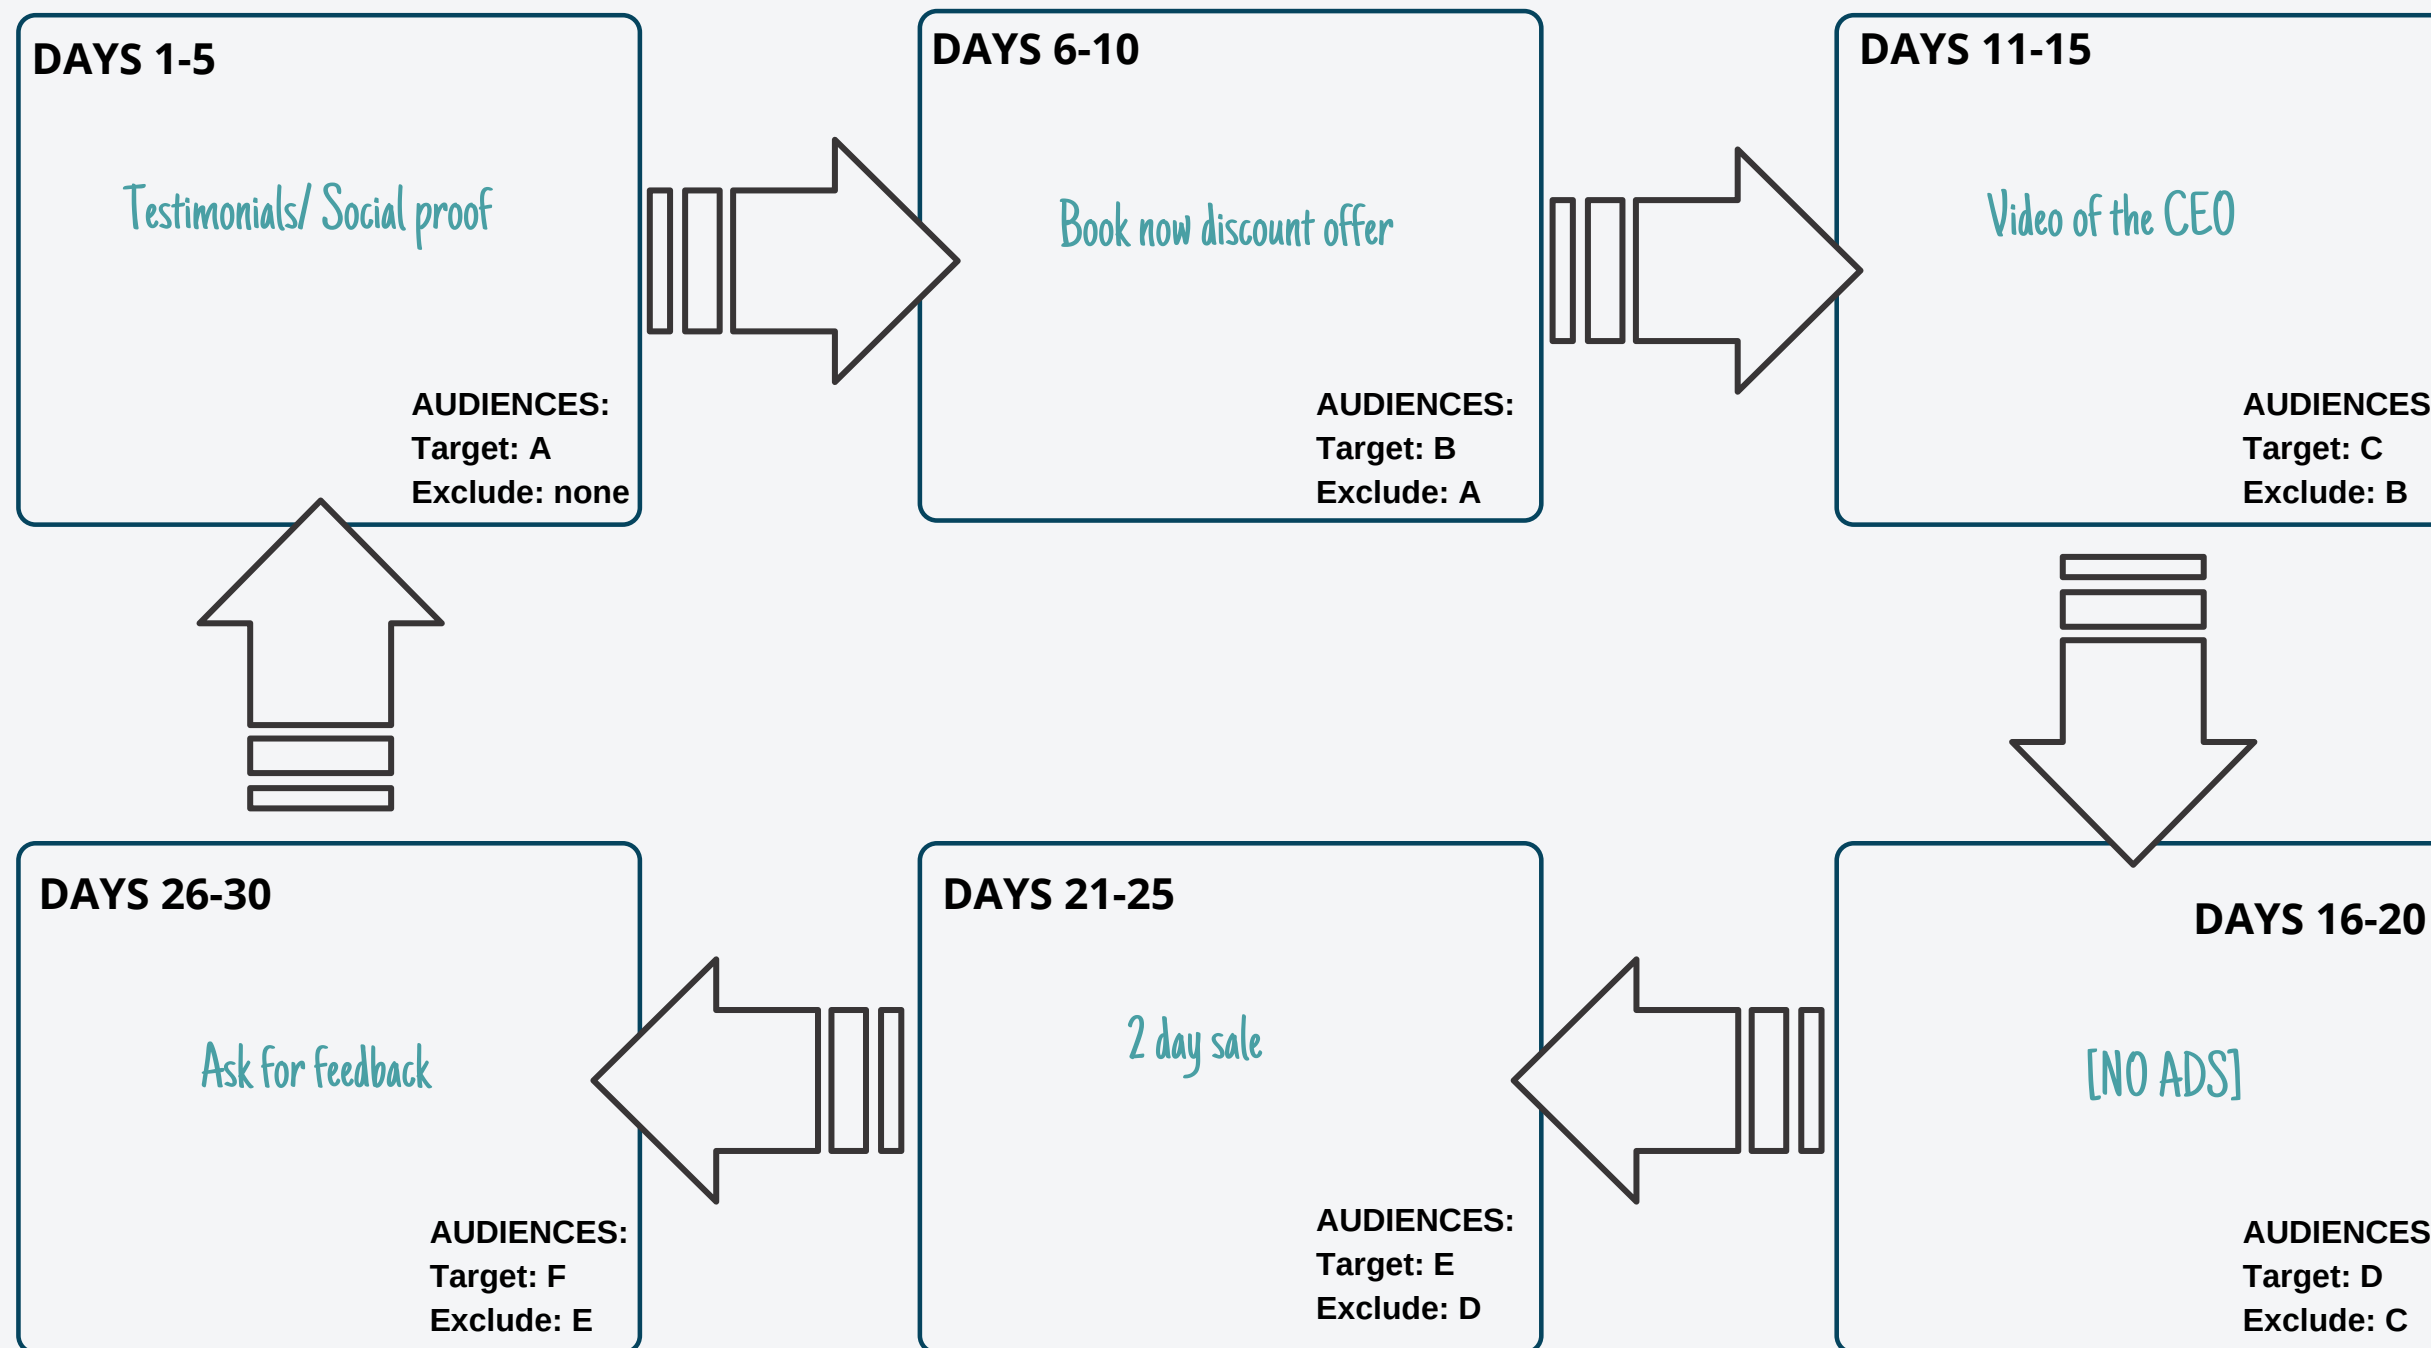 DAYS 1-5
Testimonials/ Social proof
AUDIENCES:
Target: A
Exclude: none
DAYS 6-10
Book now discount offer
AUDIENCES:
Target: B
Exclude: A
DAYS 11-15
Video of the CEO
AUDIENCES
Target: C
Exclude: B
DAYS 16-20
[NO ADS]
AUDIENCES
Target: D
Exclude: C
DAYS 21-25
2 day sale
AUDIENCES:
Target: E
Exclude: D
DAYS 26-30
Ask for feedback
AUDIENCES:
Target: F
Exclude: E